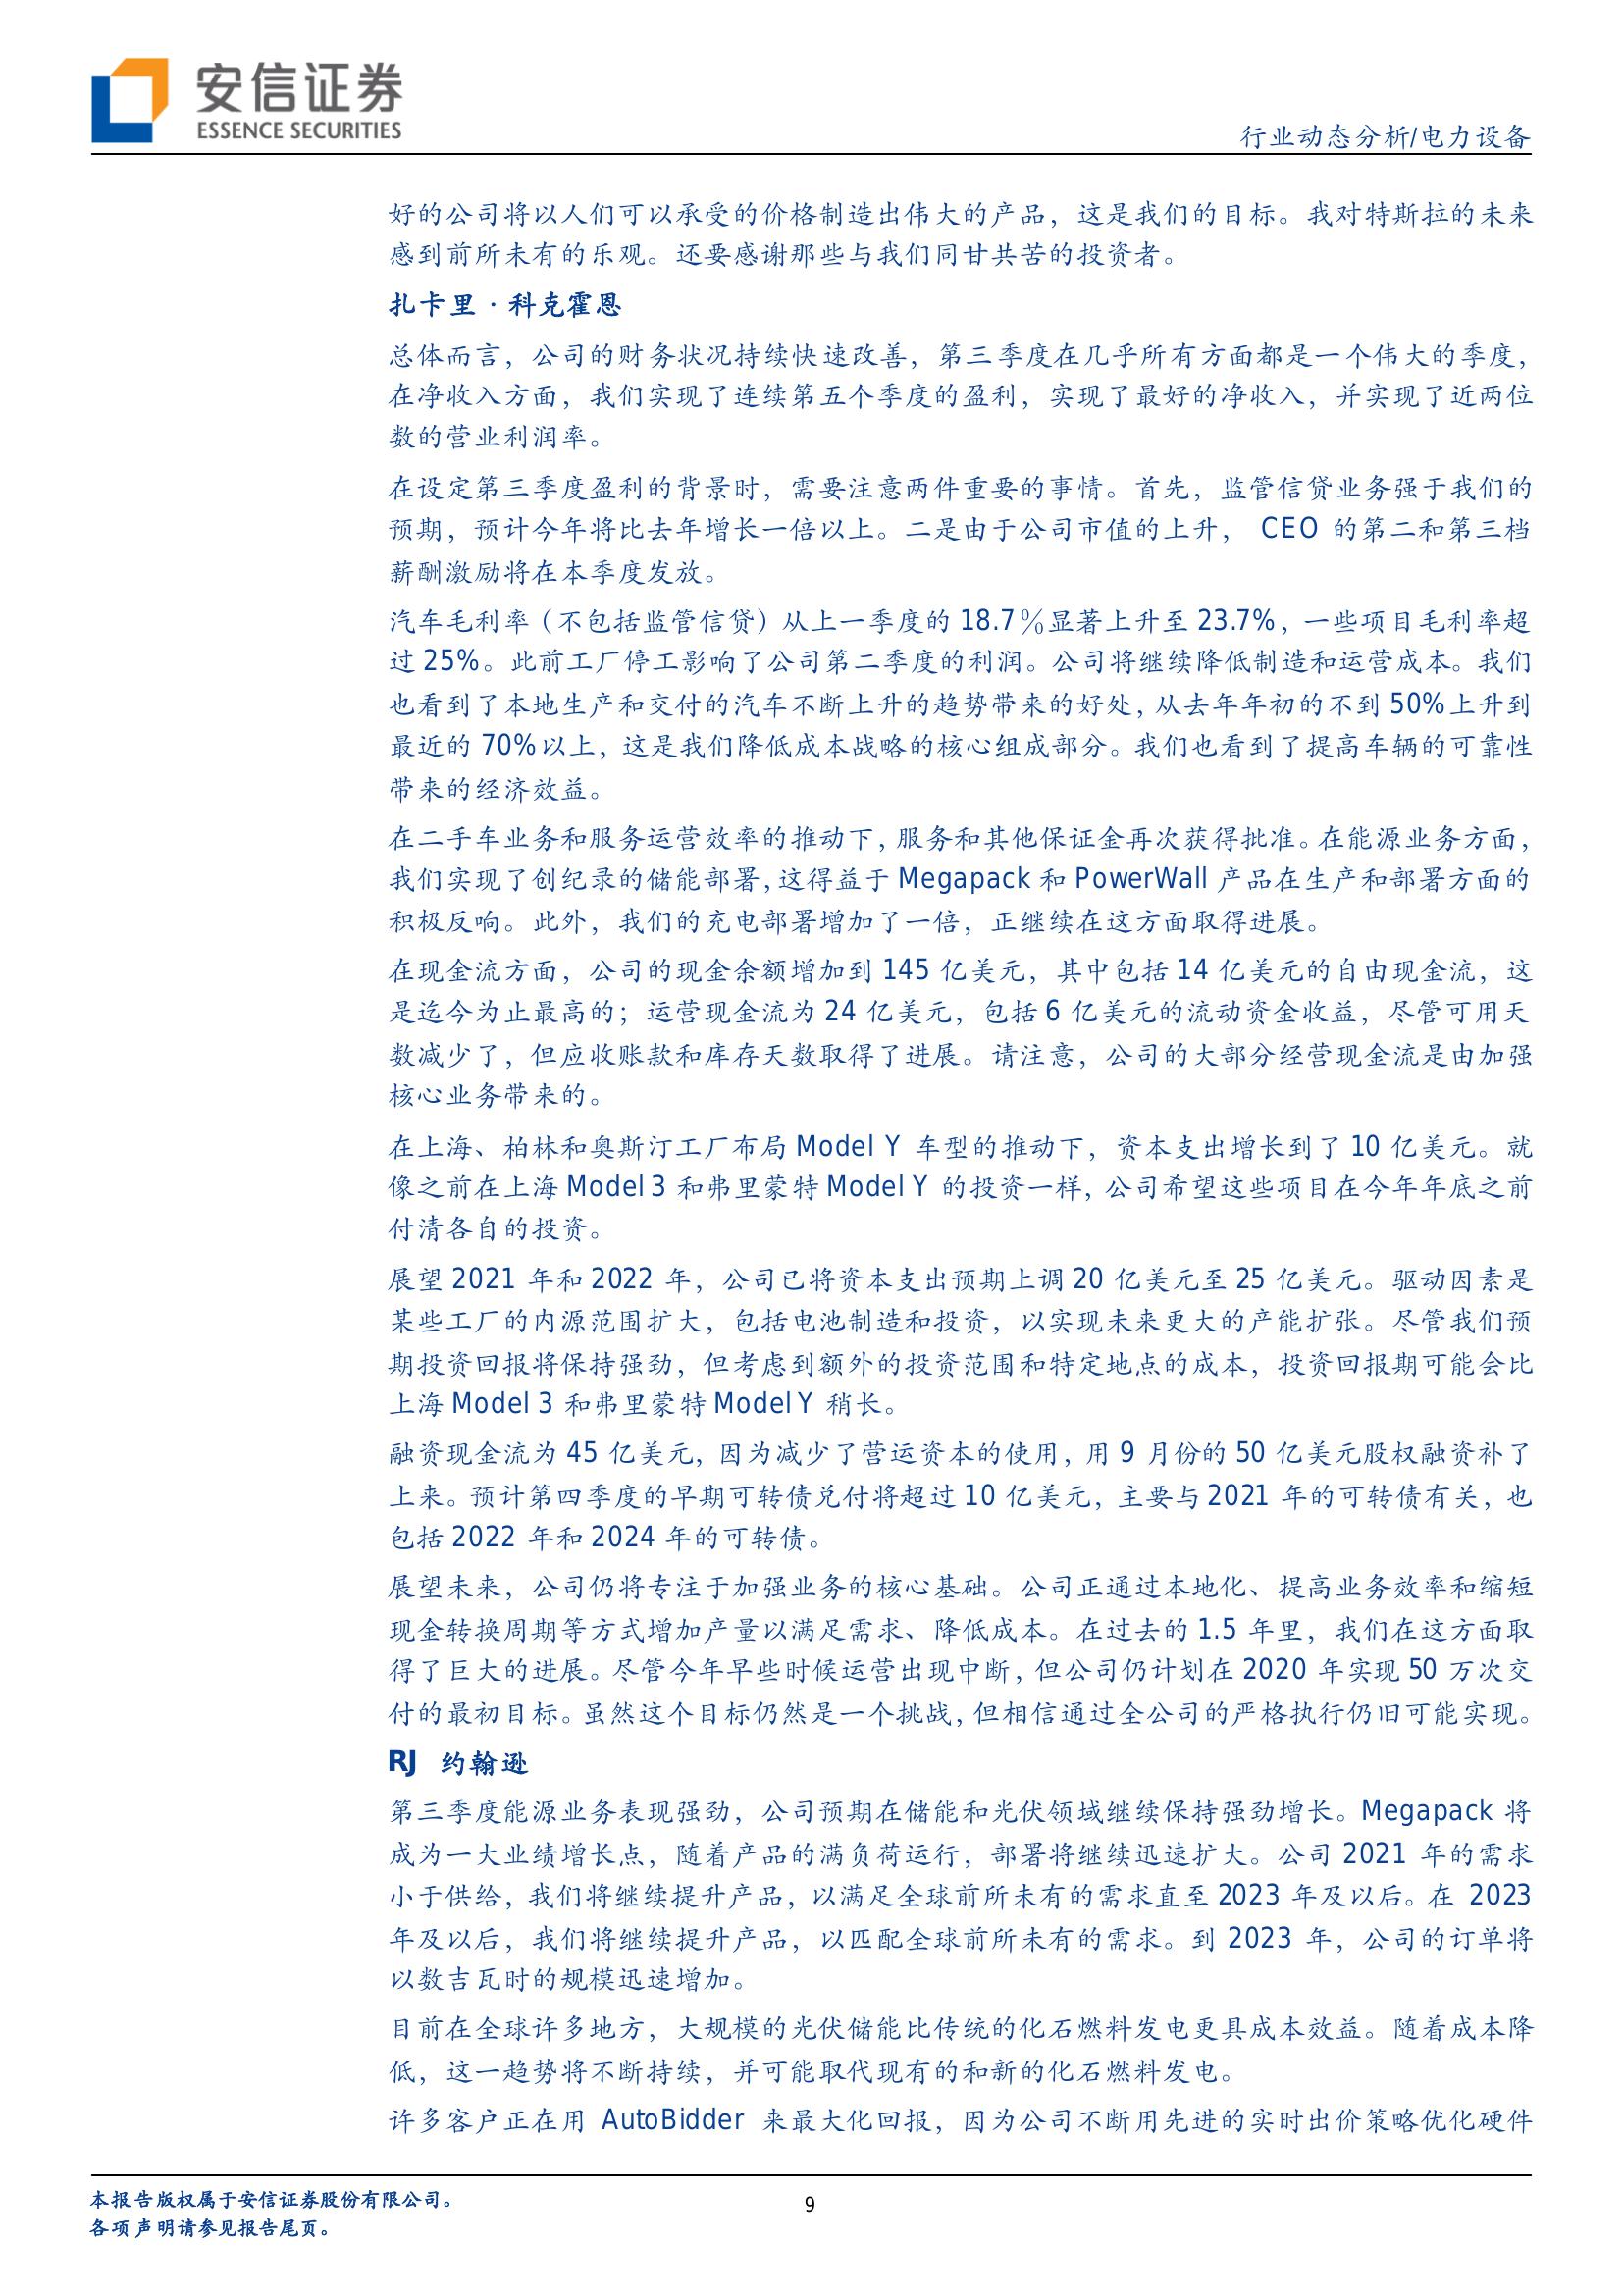 安信证券
ESSENCE SECURITIES
行业动态分析/电力设备
好的公司将以人们可以承受的价格制造出伟大的产品，这是我们的目标。我对特斯拉的未来
感到前所未有的乐观。还要感谢那些与我们同甘共苦的投资者。
扎卡里·科克霍恩
总体而言，公司的财务状况持续快速改善，第三季度在几乎所有方面都是一个伟大的季度，
在净收入方面，我们实现了连续第五个季度的盈利，实现了最好的净收入，并实现了近两位
数的营业利润率。
在设定第三季度盈利的背景时，需要注意两件重要的事情。首先，监管信贷业务强于我们的
预期，预计今年将比去年增长一倍以上。二是由于公司市值的上升， CEO 的第二和第三档
薪酬激励将在本季度发放。
汽车毛利率（不包括监管信贷）从上一季度的 18.7％显著上升至 23.7%，一些项目毛利率超
过 25%。此前工厂停工影响了公司第二季度的利润。公司将继续降低制造和运营成本。我们
也看到了本地生产和交付的汽车不断上升的趋势带来的好处，从去年年初的不到 50%上升到
最近的 70%以上，这是我们降低成本战略的核心组成部分。我们也看到了提高车辆的可靠性
带来的经济效益。
在二手车业务和服务运营效率的推动下，服务和其他保证金再次获得批准。在能源业务方面，
我们实现了创纪录的储能部署，这得益于 Megapack 和 PowerWall 产品在生产和部署方面的
积极反响。此外，我们的充电部署增加了一倍，正继续在这方面取得进展。
在现金流方面，公司的现金余额增加到 145 亿美元，其中包括 14 亿美元的自由现金流，这
是迄今为止最高的；运营现金流为 24 亿美元，包括 6 亿美元的流动资金收益，尽管可用天
数减少了，但应收账款和库存天数取得了进展。请注意，公司的大部分经营现金流是由加强
核心业务带来的。
在上海、柏林和奥斯汀工厂布局 Model Y 车型的推动下，资本支出增长到了 10 亿美元。就
像之前在上海 Model 3 和弗里蒙特 Model Y 的投资一样，公司希望这些项目在今年年底之前
付清各自的投资。
展望 2021 年和 2022 年，公司已将资本支出预期上调 20 亿美元至 25 亿美元。驱动因素是
某些工厂的内源范围扩大，包括电池制造和投资，以实现未来更大的产能扩张。尽管我们预
期投资回报将保持强劲，但考虑到额外的投资范围和特定地点的成本，投资回报期可能会比
上海 Model 3 和弗里蒙特 Model Y 稍长。
融资现金流为 45 亿美元，因为减少了营运资本的使用，用 9 月份的 50 亿美元股权融资补了
上来。预计第四季度的早期可转债兑付将超过 10 亿美元，主要与 2021 年的可转债有关，也
包括 2022 年和 2024 年的可转债。
展望未来，公司仍将专注于加强业务的核心基础。公司正通过本地化、提高业务效率和缩短
现金转换周期等方式增加产量以满足需求、降低成本。在过去的 1.5 年里，我们在这方面取
得了巨大的进展。尽管今年早些时候运营出现中断，但公司仍计划在 2020 年实现 50 万次交
付的最初目标。虽然这个目标仍然是一个挑战，但相信通过全公司的严格执行仍旧可能实现。
RJ 约翰逊
第三季度能源业务表现强劲，公司预期在储能和光伏领域继续保持强劲增长。Megapack 将
成为一大业绩增长点，随着产品的满负荷运行，部署将继续迅速扩大。公司 2021 年的需求
小于供给，我们将继续提升产品，以满足全球前所未有的需求直至 2023 年及以后。在 2023
年及以后，我们将继续提升产品，以匹配全球前所未有的需求。到 2023 年，公司的订单将
以数吉瓦时的规模迅速增加。
目前在全球许多地方，大规模的光伏储能比传统的化石燃料发电更具成本效益。随着成本降
低，这一趋势将不断持续，并可能取代现有的和新的化石燃料发电。
许多客户正在用 AutoBidder 来最大化回报，因为公司不断用先进的实时出价策略优化硬件
本报告版权属于安信证券股份有限公司。
各项声明请参见报告尾页。
9